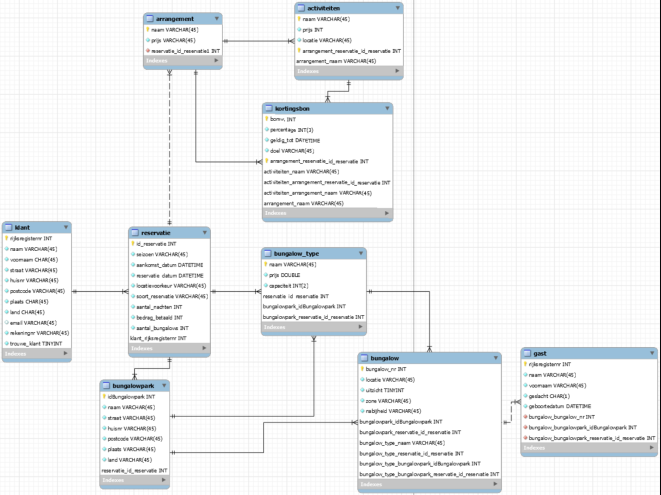 arrangement
naam VARCHAR(45)
prijs VARCHAR(45)
reservatie_id_reservatie1 INT
Indexes
activiteiten
naam VARCHAR(45)
prijs INT
locatie VARCHAR(45)
arrangement_reservatie_id_reservatie INT
arrangement_naam VARCHAR(45)
Indexes
kortingsbon
bonnr. INT
percentage INT(3)
geldig_tot DATETIME
doel VARCHAR(45)
arrangement_reservatie_id_reservatie INT
activiteiten_naam VARCHAR(45)
activiteiten_arrangement_reservatie_id_reservatie INT
activiteiten_arrangement_naam VARCHAR(45)
arrangement_naam VARCHAR(45)
Indexes
klant
rijksregisternr INT
naam VARCHAR(45)
voornaam CHAR(45)
straat VARCHAR(45)
huisnr VARCHAR(45)
postcode VARCHAR(45)
plaats CHAR(45)
land CHAR(45)
email VARCHAR(45)
rekeningnr VARCHAR(45)
trouwe_klant TINYINT
Indexes
reservatie
id_reservatie INT
seizoen VARCHAR(45)
aankomst_datum DATETIME
reservatie_datum DATETIME
locatievoorkeur VARCHAR(45)
soort_reservatie VARCHAR(45)
aantal_nachten INT
bedrag_betaald INT
aantal_bungalows INT
klant_rijksregisternr INT
Indexes
bungalow_type
naam VARCHAR(45)
prijs DOUBLE
capaciteit INT(2)
reservatie_id_reservatie INT
bungalowpark_idBungalowpark INT
bungalowpark_reservatie_id_reservatie INT
Indexes
bungalowpark
idBungalowpark INT
naam VARCHAR(45)
street VARCHAR(45)
huisnr VARCHAR(45)
postcode VARCHAR(45)
plaats VARCHAR(45)
land VARCHAR(45)
reservatie_id_reservatie INT
Indexes
bungalow
bungalow_nr INT
locatie VARCHAR(45)
uitzicht TINYINT
zone VARCHAR(45)
nabijheid VARCHAR(45)
bungalowpark_idBungalowpark INT
bungalowpark_reservatie_id_reservatie INT
bungalow_type_naam VARCHAR(45)
bungalow_type_reservatie_id_reservatie INT
bungalow_type_bungalowpark_idBungalowpark INT
bungalow_type_bungalowpark_reservatie_id_reservatie INT
Indexes
gast
rijksregisternr INT
naam VARCHAR(45)
voornaam VARCHAR(45)
geslacht CHAR(1)
geboortedatum DATETIME
bungalow_bungalow_nr INT
bungalow_bungalowpark_idBungalowpark INT
bungalow_bungalowpark_reservatie_id_reservatie INT
Indexes